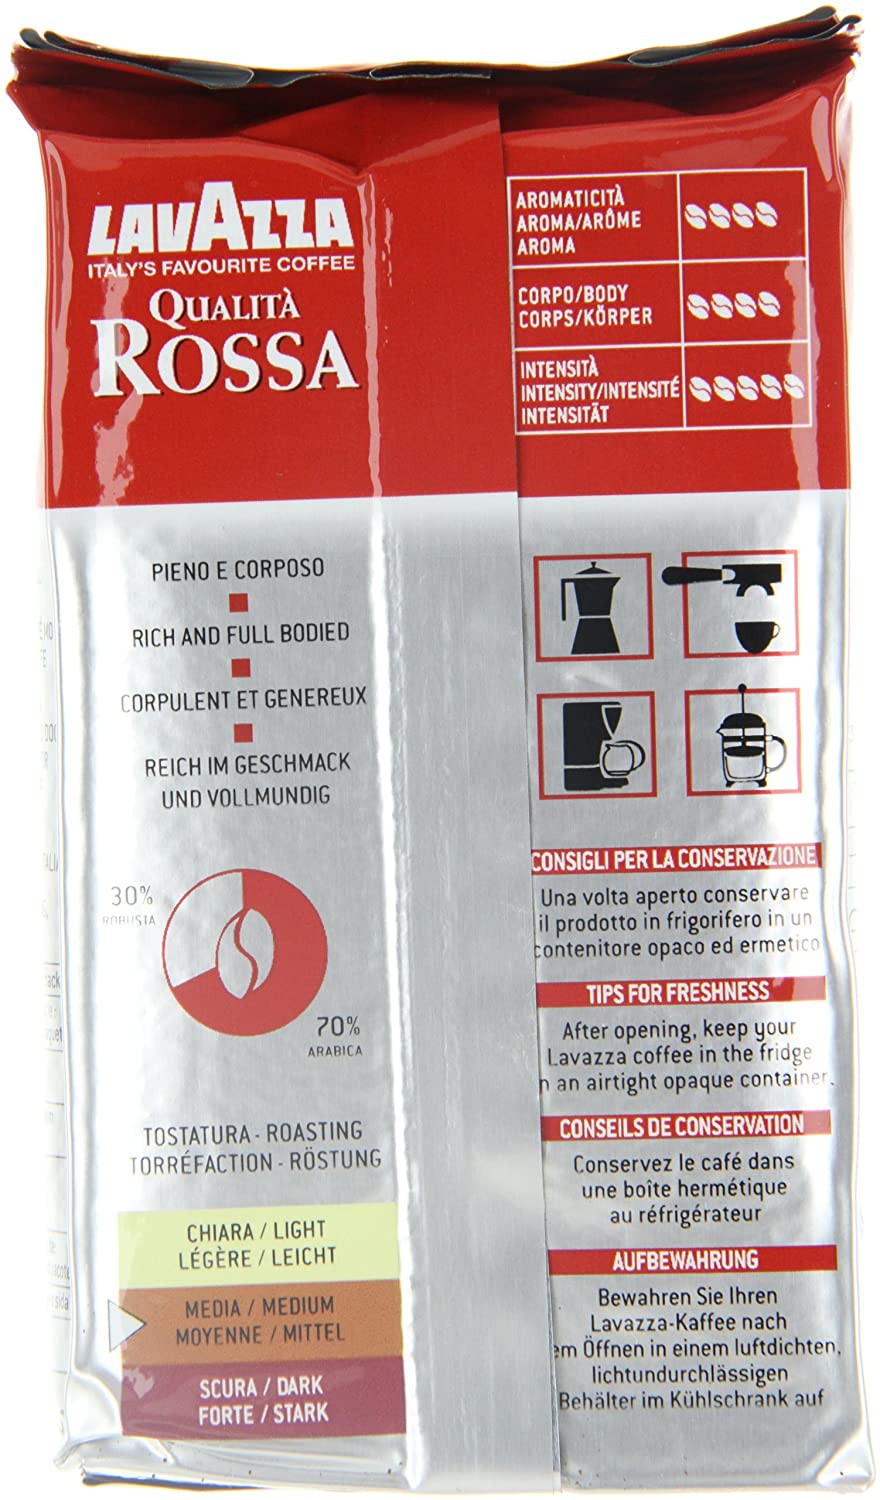 LAVAZZA
ITALY'S FAVOURITE COFFEE
QUALITÀ
ROSSA
AROMATICITÀ
AROMA/ARÔME
AROMA
CORPO/BODY
CORPS/KÖRPER
INTENSITÀ
INTENSITY/INTENSITÉ
INTENSITÄT
PIENO E CORPOSO
RICH AND FULL BODIED
CORPULENT ET GENEREUX
REICH IM GESCHMACK
UND VOLLMUNDIG
30%
ROBUSTA
70%
ARABICA
TOSTATURA - ROASTING
TORRÉFACTION - RÖSTUNG
CHIARA / LIGHT
LÉGÈRE / LEICHT
MEDIA / MEDIUM
MOYENNE / MITTEL
SCURA / DARK
FORTE / STARK
CONSIGLI PER LA CONSERVAZIONE
Una volta aperto conservare
il prodotto in frigorifero in un
contenitore opaco ed ermetico
TIPS FOR FRESHNESS
After opening, keep your
Lavazza coffee in the fridge
n an airtight opaque container.
CONSEILS DE CONSERVATION
Conservez le café dans
une boîte hermétique
au réfrigérateur
AUFBEWAHRUNG
Bewahren Sie Ihren
Lavazza-Kaffee nach
em Öffnen in einem luftdichten,
lichtundurchlässigen
Behälter im Kühlschrank auf